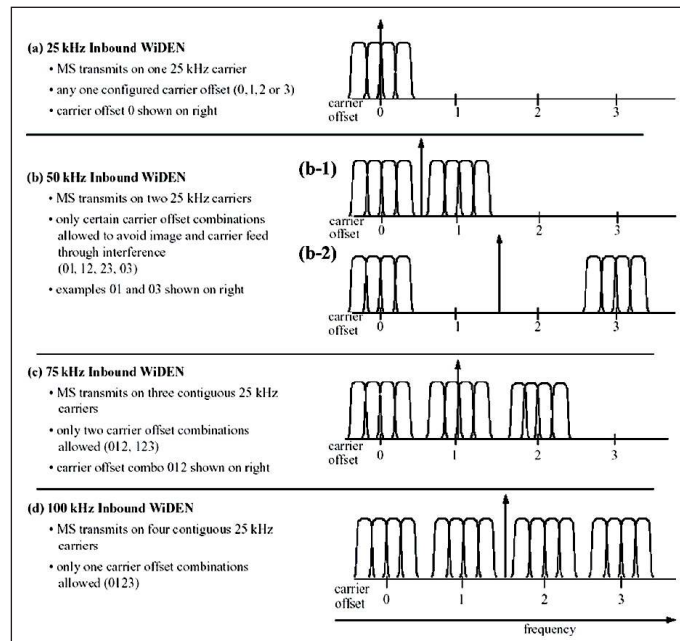 (a) 25 kHz Inbound WiDEN
• MS transmits on one 25 kHz carrier
• any one configured carrier offset (0, 1, 2 or 3)
• carrier offset 0 shown on right
carrier
offset
0
1
2
3
(b) 50 kHz Inbound WiDEN
• MS transmits on two 25 kHz carriers
• only certain carrier offset combinations
allowed to avoid image and carrier feed
through interference
(01, 12, 23, 03)
• examples 01 and 03 shown on right
(b-1)
carrier
offset
0
1
2
3
(b-2)
carrier
offset
0
1
2
3
(c) 75 kHz Inbound WiDEN
• MS transmits on three contiguous 25 kHz
carriers
• only two carrier offset combinations
allowed (012, 123)
• carrier offset combo 012 shown on right
carrier
offset
0
1
2
3
(d) 100 kHz Inbound WiDEN
• MS transmits on four contiguous 25 kHz
carriers
• only one carrier offset combinations
allowed (0123)
carrier
offset
0
1
2
3
frequency